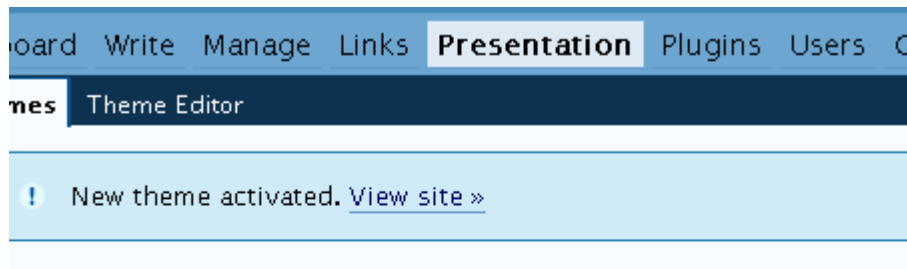 oard Write Manage Links Presentation Plugins Users
mes Theme Editor
! New theme activated. View site »